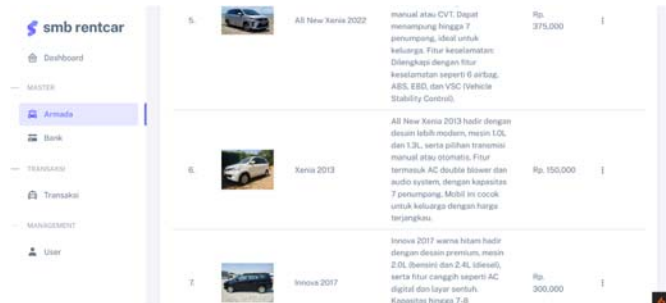 smb rentcar
Dashboard
MASTER
Armada
Bank
TRANSAKSI
Transaksi
MANAGEMENT
User
5.
All New Xenia 2022
manual atau CVT. Dapat
menampung hingga 7
penumpang, ideal untuk
keluarga. Fitur keselamatan:
Dilengkapi dengan fitur
keselamatan seperti 6 airbag,
ABS, EBD, dan VSC (Vehicle
Stability Control).
Rp.
375,000
6.
Xenia 2013
All New Xenia 2013 hadir dengan
desain lebih modern, mesin 1.0L
dan 1.3L, serta pilihan transmisi
manual atau otomatis. Fitur
termasuk AC double blower dan
audio system, dengan kapasitas
7 penumpang. Mobil ini cocok
untuk keluarga dengan harga
terjangkau.
Rp. 150,000
7.
Innova 2017
Innova 2017 warna hitam hadir
dengan desain premium, mesin
2.0L (bensin) dan 2.4L (diesel),
serta fitur canggih seperti AC
digital dan layar sentuh.
Kapasitas hingga 7-8
Rp.
300,000